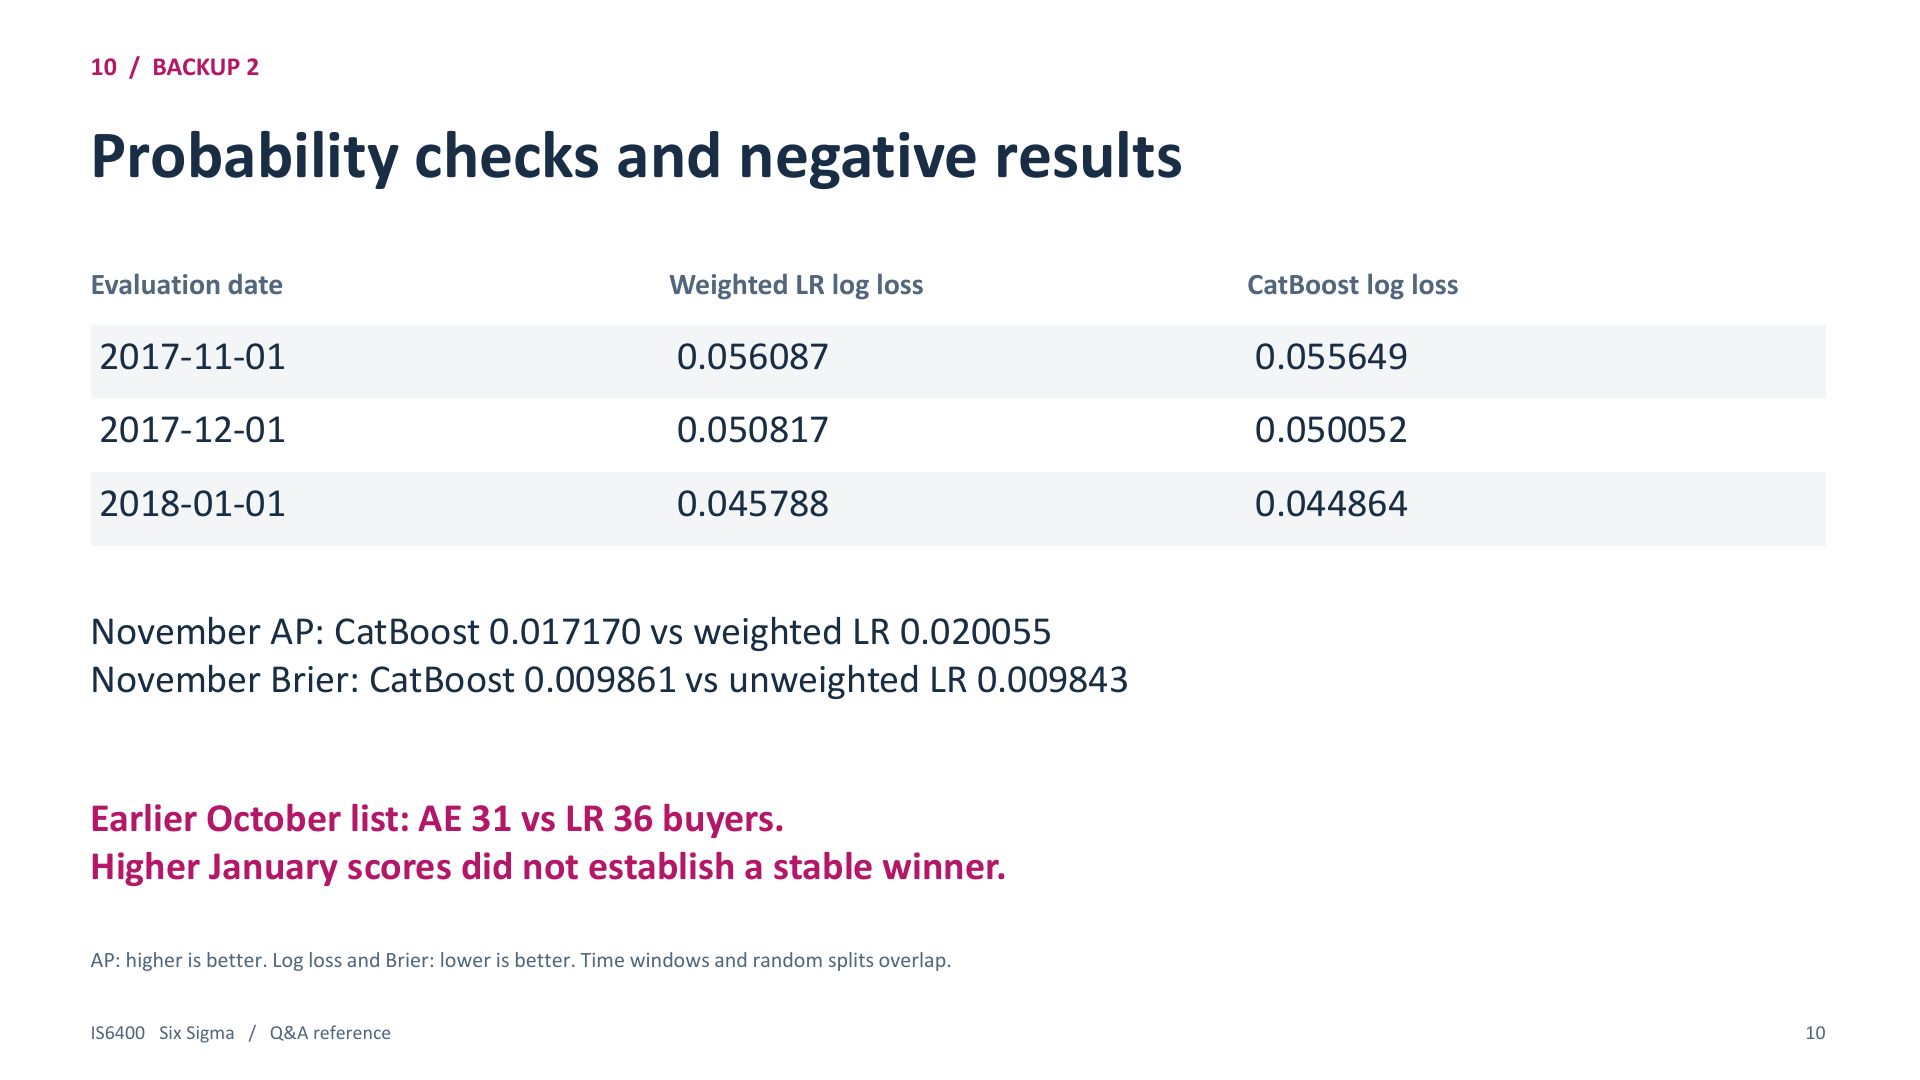 10 / BACKUP 2
Probability checks and negative results
Evaluation date Weighted LR log loss CatBoost log loss
2017-11-01 0.056087 0.055649
2017-12-01 0.050817 0.050052
2018-01-01 0.045788 0.044864
November AP: CatBoost 0.017170 vs weighted LR 0.020055
November Brier: CatBoost 0.009861 vs unweighted LR 0.009843
Earlier October list: AE 31 vs LR 36 buyers.
Higher January scores did not establish a stable winner.
AP: higher is better. Log loss and Brier: lower is better. Time windows and random splits overlap.
IS6400 Six Sigma / Q&A reference 10